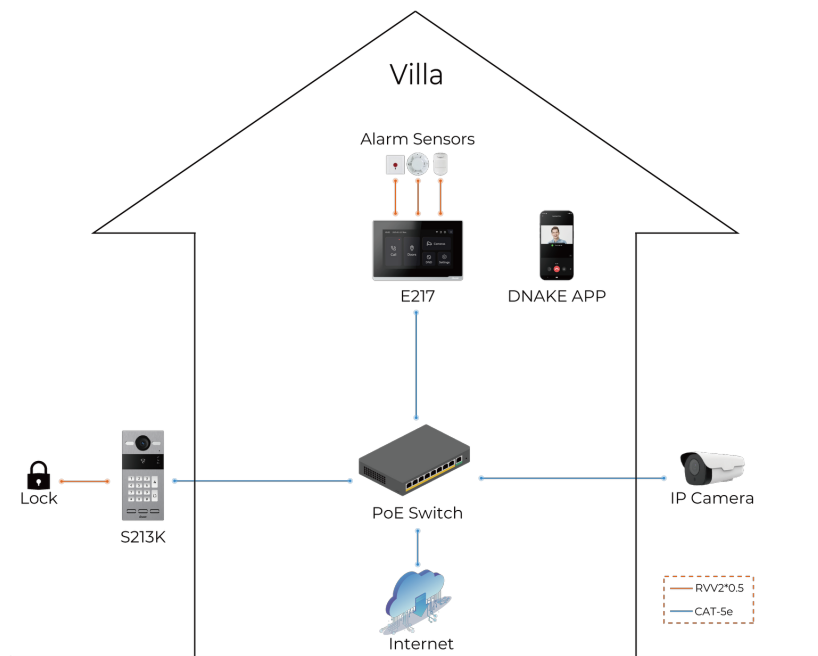 Villa
Alarm Sensors
E217
DNAKE APP
Lock
S213K
PoE Switch
IP Camera
Internet
RVV2*0.5
CAT-5e